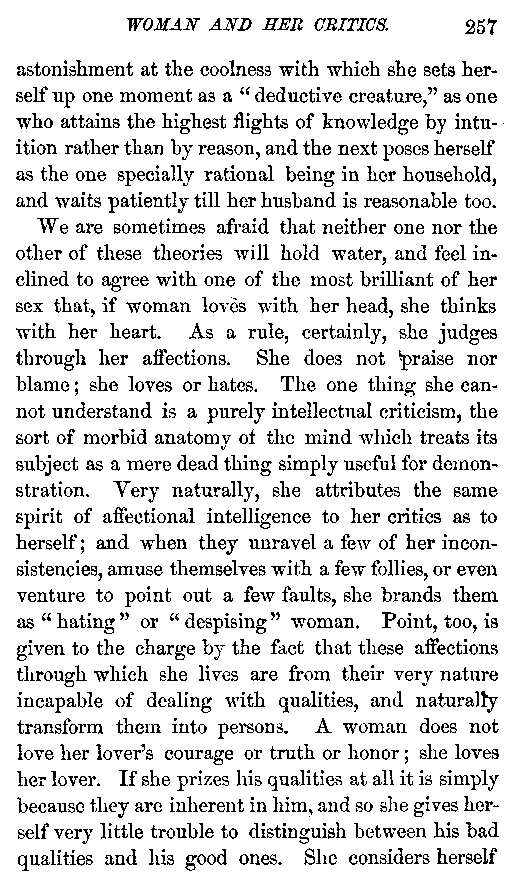 WOMAN AND HER CRITICS. 257
astonishment at the coolness with which she sets her-
self up one moment as a “ deductive creature,” as one
who attains the highest flights of knowledge by intu-
ition rather than by reason, and the next poses herself
as the one specially rational being in her household,
and waits patiently till her husband is reasonable too.
We are sometimes afraid that neither one nor the
other of these theories will hold water, and feel in-
clined to agree with one of the most brilliant of her
sex that, if woman loves with her head, she thinks
with her heart. As a rule, certainly, she judges
through her affections. She does not praise nor
blame; she loves or hates. The one thing she can-
not understand is a purely intellectual criticism, the
sort of morbid anatomy of the mind which treats its
subject as a mere dead thing simply useful for demon-
stration. Very naturally, she attributes the same
spirit of affectional intelligence to her critics as to
herself; and when they unravel a few of her incon-
sistencies, amuse themselves with a few follies, or even
venture to point out a few faults, she brands them
as “ hating ” or “ despising ” woman. Point, too, is
given to the charge by the fact that these affections
through which she lives are from their very nature
incapable of dealing with qualities, and naturally
transform them into persons. A woman does not
love her lover’s courage or truth or honor; she loves
her lover. If she prizes his qualities at all it is simply
because they are inherent in him, and so she gives her-
self very little trouble to distinguish between his bad
qualities and his good ones. She considers herself